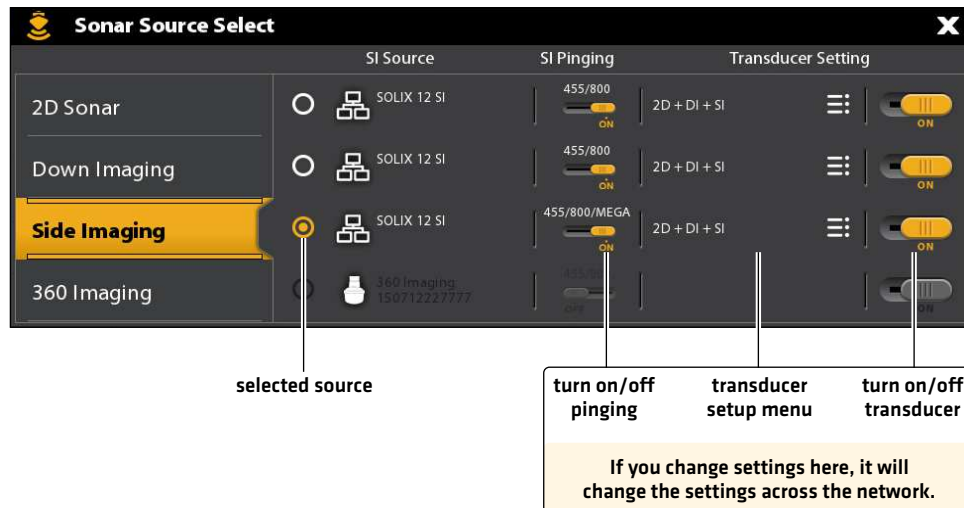 Sonar Source Select X
SI Source SI Pinging Transducer Setting
2D Sonar
SOLIX 12 SI 455/800 ON 2D + DI + SI ON
Down Imaging
SOLIX 12 SI 455/800 ON 2D + DI + SI ON
Side Imaging
SOLIX 12 SI 455/800/MEGA ON 2D + DI + SI ON
360 Imaging
360 Imaging:
150712227777
OFF ON
selected source
turn on/off
pinging
transducer
setup menu
turn on/off
transducer
If you change settings here, it will
change the settings across the network.